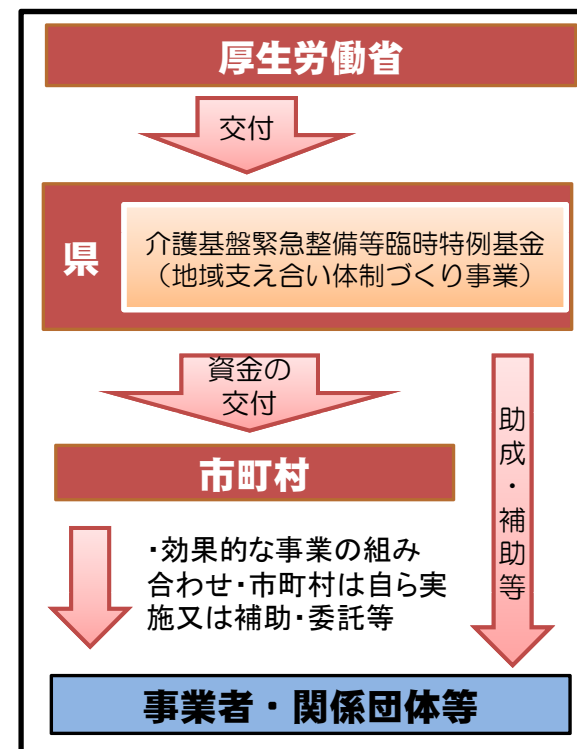 厚生労働省
交付
県
介護基盤緊急整備等臨時特例基金
（地域支え合い体制づくり事業）
資金の
交付
助成・補助等
市町村
・効果的な事業の組み
合わせ・市町村は自ら実
施又は補助・委託等
事業者・関係団体等